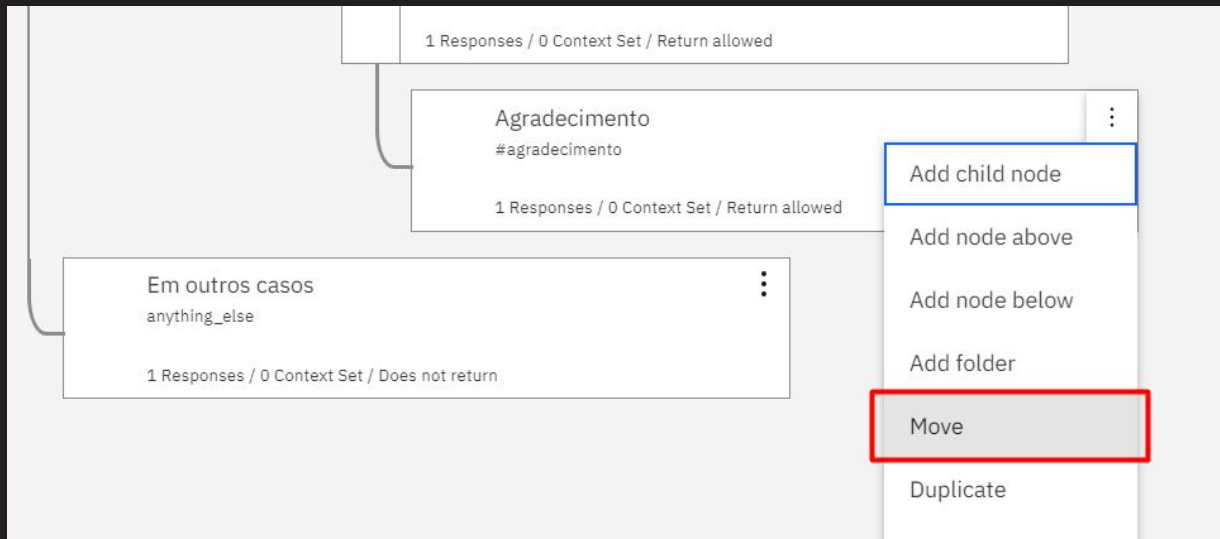 1 Responses / 0 Context Set / Return allowed
Agradecimento
#agradecimento
1 Responses / 0 Context Set / Return allowed
Em outros casos
anything_else
1 Responses / 0 Context Set / Does not return
Add child node
Add node above
Add node below
Add folder
Move
Duplicate